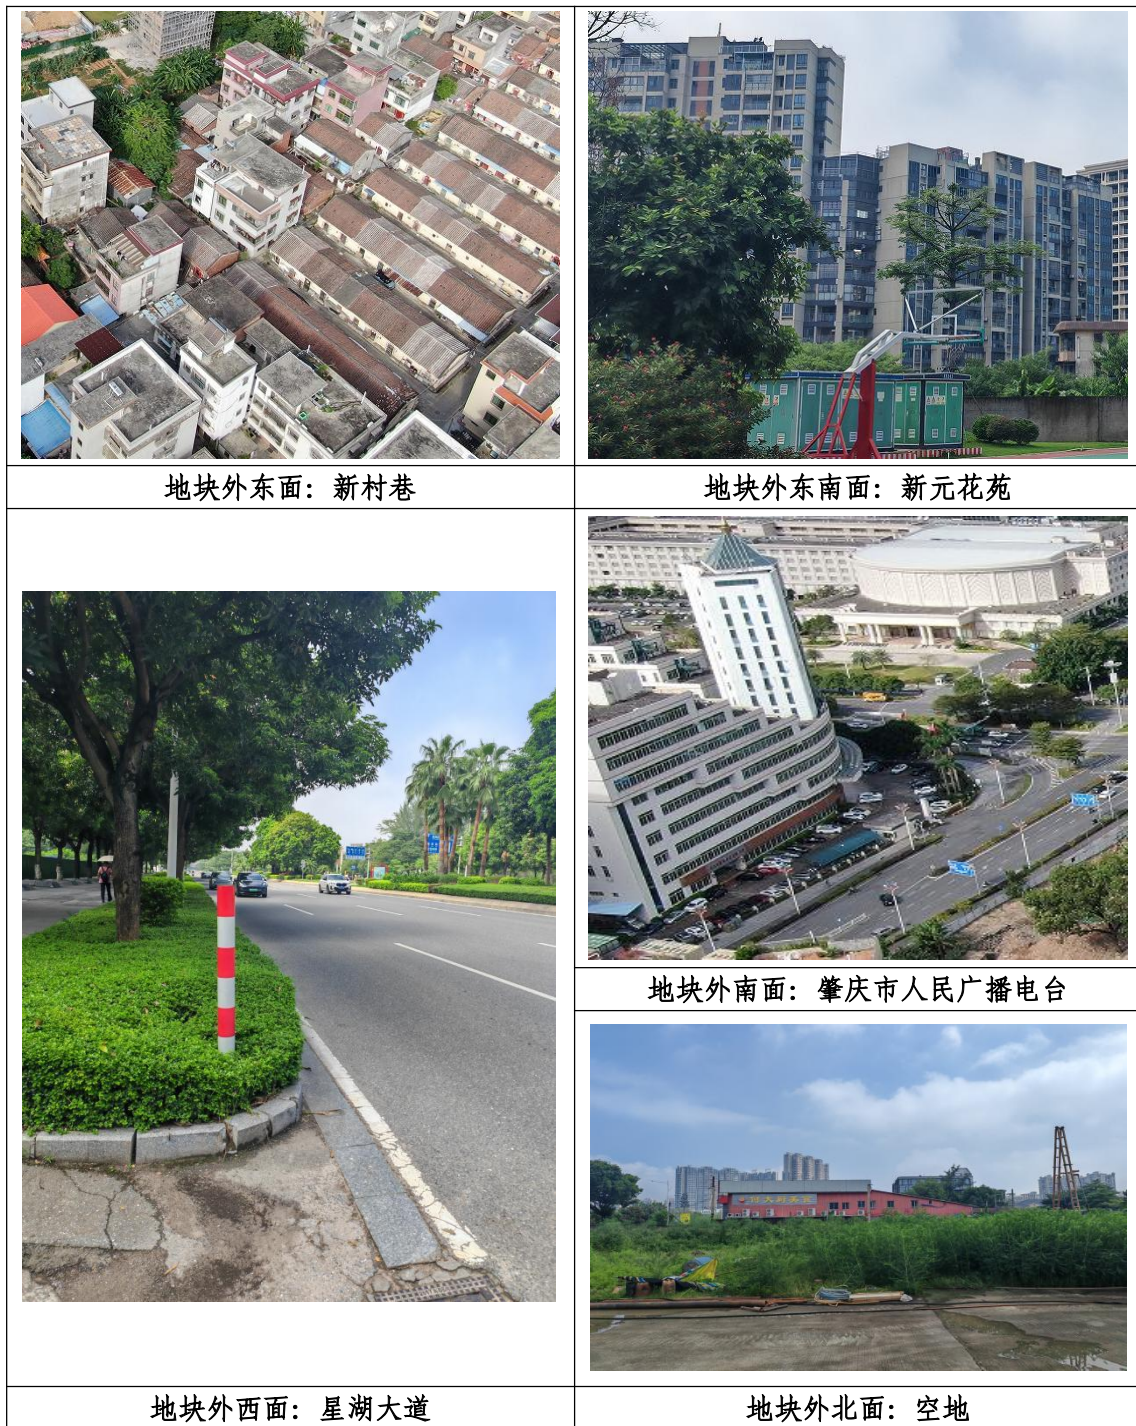 地块外东面：新村巷
地块外东南面：新元花苑
地块外南面：肇庆市人民广播电台
地块外西面：星湖大道
地块外北面：空地